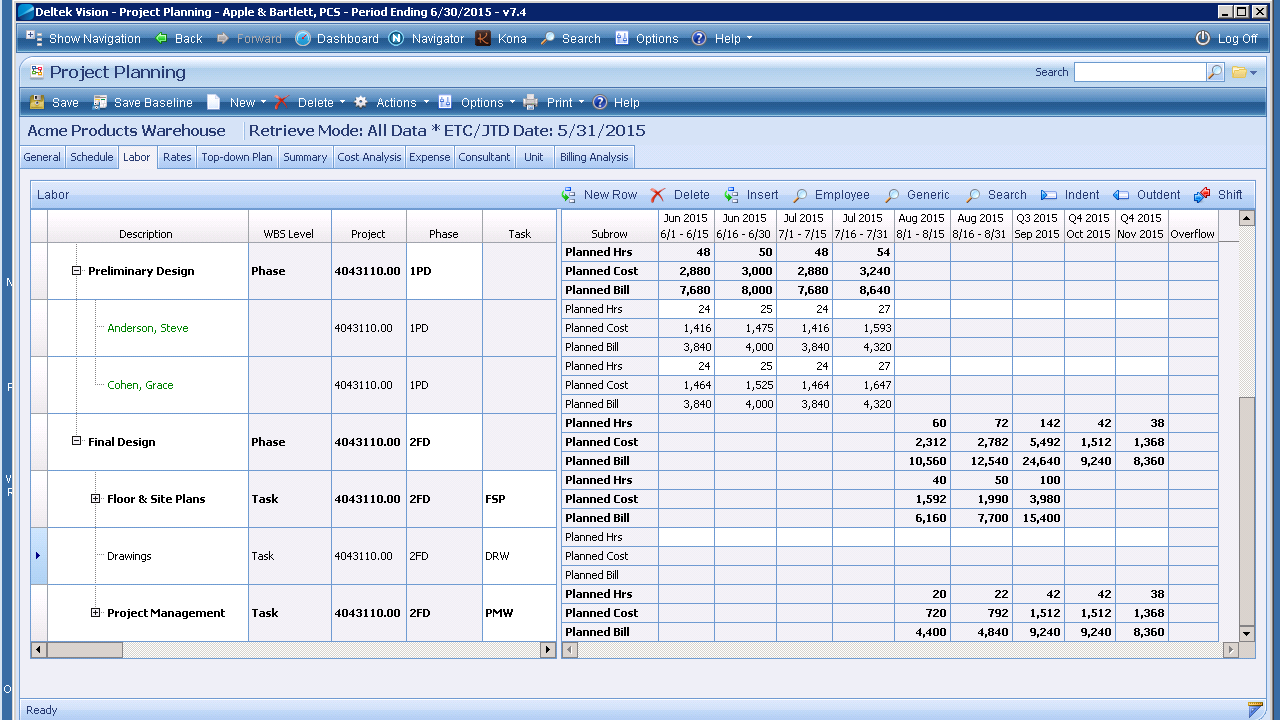 Deltek Vision - Project Planning - Apple & Bartlett, PCS - Period Ending 6/30/2015 - v7.4
Show Navigation Back Forward Dashboard Navigator Kona Search Options Help Log Off
Project Planning Search
Save Save Baseline New Delete Actions Options Print Help
Acme Products Warehouse Retrieve Mode: All Data * ETC/JTD Date: 5/31/2015
General Schedule Labor Rates Top-down Plan Summary Cost Analysis Expense Consultant Unit Billing Analysis
Labor New Row Delete Insert Employee Generic Search Indent Outdent Shift
Jun 2015 Jun 2015 Jul 2015 Jul 2015 Aug 2015 Aug 2015 Q3 2015 Q4 2015 Q4 2015
Description WBS Level Project Phase Task Subrow 6/1 - 6/15 6/16 - 6/30 7/1 - 7/15 7/16 - 7/31 8/1 - 8/15 8/16 - 8/31 Sep 2015 Oct 2015 Nov 2015 Overflow
Planned Hrs 48 50 48 54
Preliminary Design Phase 4043110.00 1PD Planned Cost 2,880 3,000 2,880 3,240
Planned Bill 7,680 8,000 7,680 8,640
Planned Hrs 24 25 24 27
Anderson, Steve 4043110.00 1PD Planned Cost 1,416 1,475 1,416 1,593
Planned Bill 3,840 4,000 3,840 4,320
Planned Hrs 24 25 24 27
Cohen, Grace 4043110.00 1PD Planned Cost 1,464 1,525 1,464 1,647
Planned Bill 3,840 4,000 3,840 4,320
Planned Hrs 60 72 142 42 38
Final Design Phase 4043110.00 2FD Planned Cost 2,312 2,782 5,492 1,512 1,368
Planned Bill 10,560 12,540 24,640 9,240 8,360
Planned Hrs 40 50 100
Floor & Site Plans Task 4043110.00 2FD FSP Planned Cost 1,592 1,990 3,980
Planned Bill 6,160 7,700 15,400
Planned Hrs
Drawings Task 4043110.00 2FD DRW Planned Cost
Planned Bill
Planned Hrs 20 22 42 42 38
Project Management Task 4043110.00 2FD PMW Planned Cost 720 792 1,512 1,512 1,368
Planned Bill 4,400 4,840 9,240 9,240 8,360
Ready